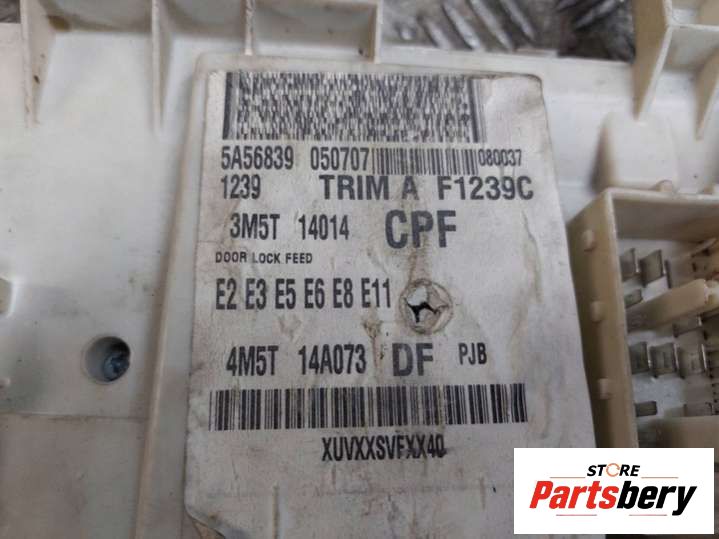 5A56839 050707 080037
1239 TRIM A F1239C
3M5T 14014 CPF
DOOR LOCK FEED
E2 E3 E5 E6 E8 E11
4M5T 14A073 DF PJB
XUVXXSVFXX40
STORE
Partsbery